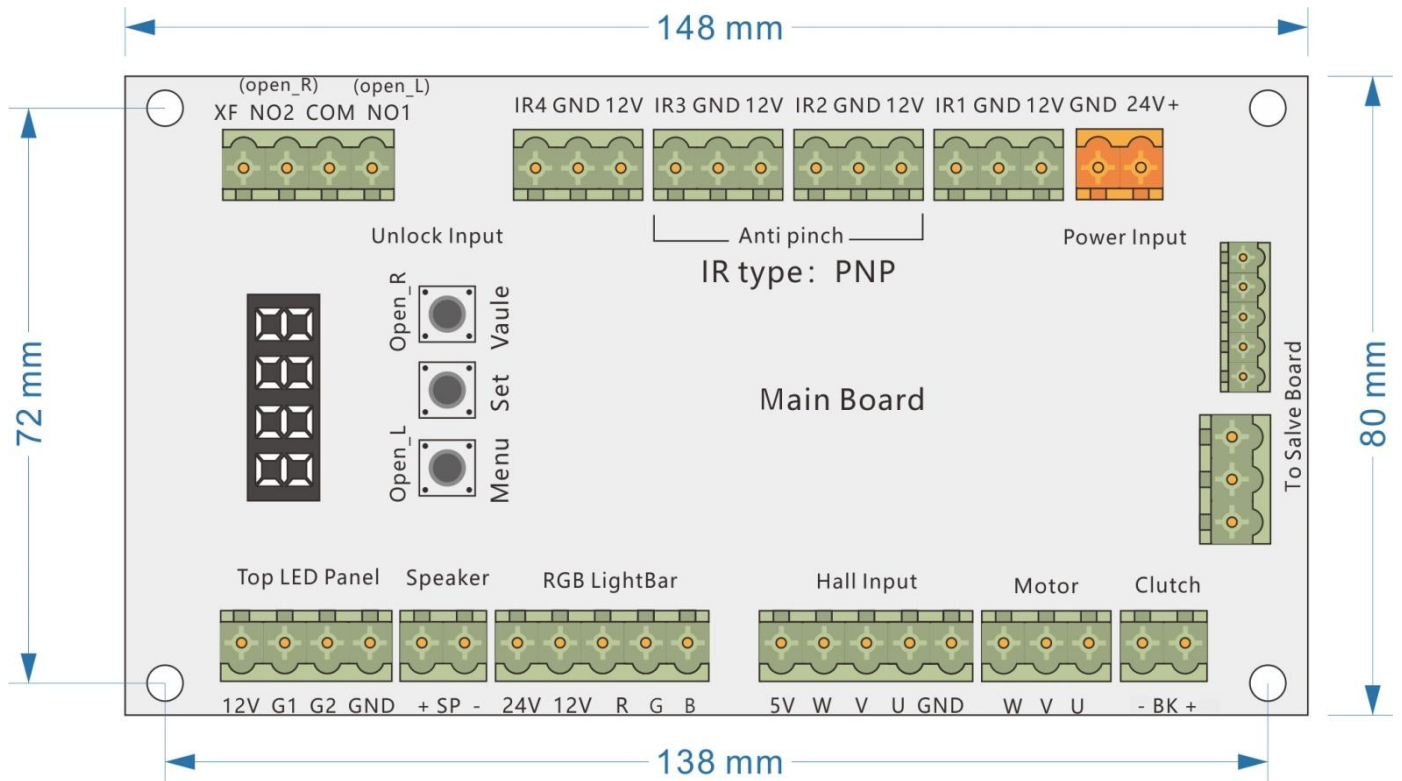 148 mm
(open_R) (open_L)
XF NO2 COM NO1
IR4 GND 12V IR3 GND 12V IR2 GND 12V IR1 GND 12V GND 24V+
Unlock Input
Anti pinch
Power Input
IR type: PNP
Open_R
Vaule
Set
Open_L
Menu
Main Board
To Salve Board
72 mm
80 mm
Top LED Panel Speaker RGB LightBar Hall Input Motor Clutch
12V G1 G2 GND + SP - 24V 12V R G B 5V W V U GND W V U - BK +
138 mm